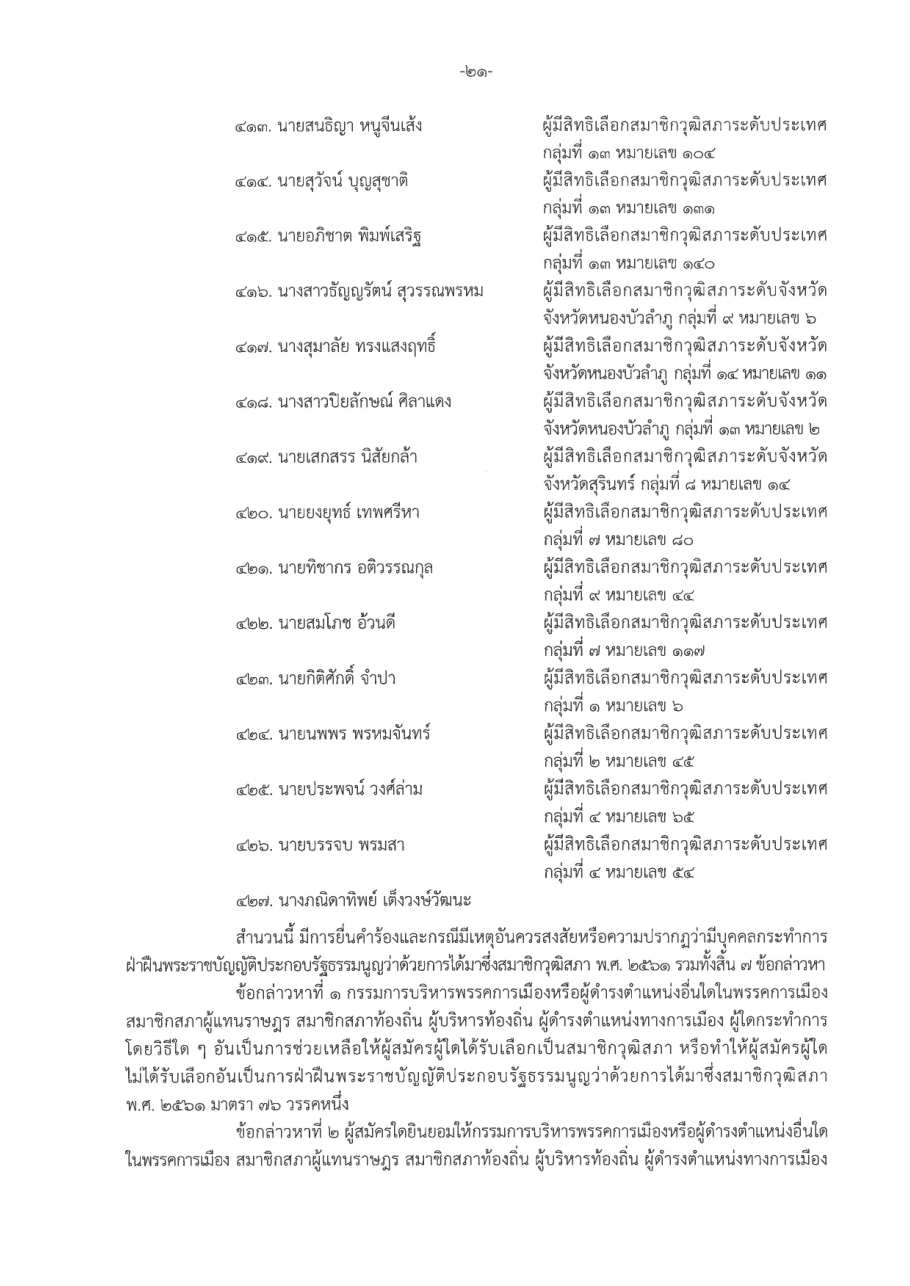 -๒๑-
๔๑๓. นายสนธิญา หนูจีนเส้ง ผู้มีสิทธิเลือกสมาชิกวุฒิสภาระดับประเทศ
กลุ่มที่ ๑๓ หมายเลข ๑๐๔
๔๑๔. นายสุวัจน์ บุญสุชาติ ผู้มีสิทธิเลือกสมาชิกวุฒิสภาระดับประเทศ
กลุ่มที่ ๑๓ หมายเลข ๑๓๑
๔๑๕. นายอภิชาต พิมพ์เสริฐ ผู้มีสิทธิเลือกสมาชิกวุฒิสภาระดับประเทศ
กลุ่มที่ ๑๓ หมายเลข ๑๔๐
๔๑๖. นางสาวธัญญรัตน์ สุวรรณพรหม ผู้มีสิทธิเลือกสมาชิกวุฒิสภาระดับจังหวัด
จังหวัดหนองบัวลำภู กลุ่มที่ ๙ หมายเลข ๖
๔๑๗. นางสุมาลัย ทรงแสงฤทธิ์ ผู้มีสิทธิเลือกสมาชิกวุฒิสภาระดับจังหวัด
จังหวัดหนองบัวลำภู กลุ่มที่ ๑๔ หมายเลข ๑๑
๔๑๘. นางสาวปิยลักษณ์ ศิลาแดง ผู้มีสิทธิเลือกสมาชิกวุฒิสภาระดับจังหวัด
จังหวัดหนองบัวลำภู กลุ่มที่ ๑๓ หมายเลข ๒
๔๑๙. นายเสกสรร นิสัยกล้า ผู้มีสิทธิเลือกสมาชิกวุฒิสภาระดับจังหวัด
จังหวัดสุรินทร์ กลุ่มที่ ๘ หมายเลข ๑๔
๔๒๐. นายยงยุทธ์ เทพศรีหา ผู้มีสิทธิเลือกสมาชิกวุฒิสภาระดับประเทศ
กลุ่มที่ ๗ หมายเลข ๘๐
๔๒๑. นายทิชากร อติวรรณกุล ผู้มีสิทธิเลือกสมาชิกวุฒิสภาระดับประเทศ
กลุ่มที่ ๙ หมายเลข ๔๔
๔๒๒. นายสมโภช อ้วนดี ผู้มีสิทธิเลือกสมาชิกวุฒิสภาระดับประเทศ
กลุ่มที่ ๗ หมายเลข ๑๑๗
๔๒๓. นายกิติศักดิ์ จำปา ผู้มีสิทธิเลือกสมาชิกวุฒิสภาระดับประเทศ
กลุ่มที่ ๑ หมายเลข ๖
๔๒๔. นายนพพร พรหมจันทร์ ผู้มีสิทธิเลือกสมาชิกวุฒิสภาระดับประเทศ
กลุ่มที่ ๒ หมายเลข ๔๕
๔๒๕. นายประพจน์ วงศ์ล่าม ผู้มีสิทธิเลือกสมาชิกวุฒิสภาระดับประเทศ
กลุ่มที่ ๔ หมายเลข ๖๕
๔๒๖. นายบรรจบ พรมสา ผู้มีสิทธิเลือกสมาชิกวุฒิสภาระดับประเทศ
กลุ่มที่ ๔ หมายเลข ๕๔
๔๒๗. นางภณิดาทิพย์ เต็งวงษ์วัฒนะ
สำนวนนี้ มีการยื่นคำร้องและกรณีมีเหตุอันควรสงสัยหรือความปรากฏว่ามีบุคคลกระทำการ
ฝ่าฝืนพระราชบัญญัติประกอบรัฐธรรมนูญว่าด้วยการได้มาซึ่งสมาชิกวุฒิสภา พ.ศ. ๒๕๖๑ รวมทั้งสิ้น ๗ ข้อกล่าวหา
ข้อกล่าวหาที่ ๑ กรรมการบริหารพรรคการเมืองหรือผู้ดำรงตำแหน่งอื่นใดในพรรคการเมือง
สมาชิกสภาผู้แทนราษฎร สมาชิกสภาท้องถิ่น ผู้บริหารท้องถิ่น ผู้ดำรงตำแหน่งทางการเมือง ผู้ใดกระทำการ
โดยวิธีใด ๆ อันเป็นการช่วยเหลือให้ผู้สมัครผู้ใดได้รับเลือกเป็นสมาชิกวุฒิสภา หรือทำให้ผู้สมัครผู้ใด
ไม่ได้รับเลือกอันเป็นการฝ่าฝืนพระราชบัญญัติประกอบรัฐธรรมนูญว่าด้วยการได้มาซึ่งสมาชิกวุฒิสภา
พ.ศ. ๒๕๖๑ มาตรา ๗๖ วรรคหนึ่ง
ข้อกล่าวหาที่ ๒ ผู้สมัครใดยินยอมให้กรรมการบริหารพรรคการเมืองหรือผู้ดำรงตำแหน่งอื่นใด
ในพรรคการเมือง สมาชิกสภาผู้แทนราษฎร สมาชิกสภาท้องถิ่น ผู้บริหารท้องถิ่น ผู้ดำรงตำแหน่งทางการเมือง